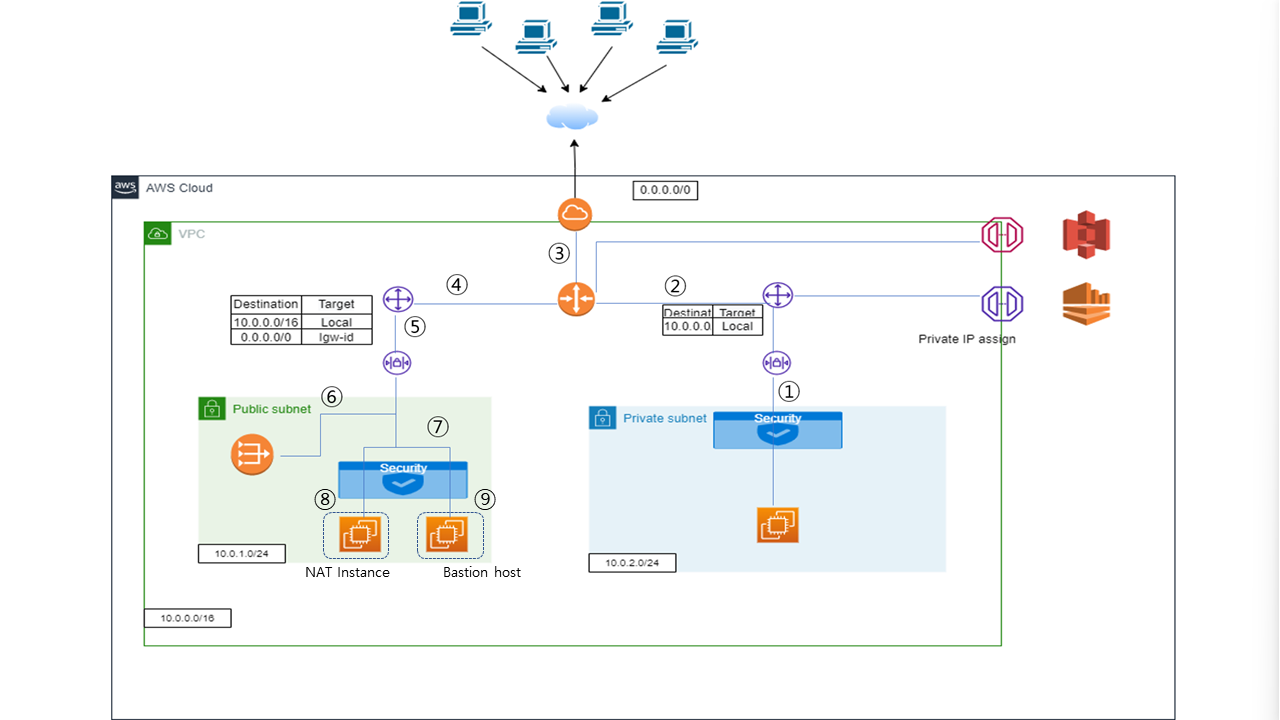 aws AWS Cloud
0.0.0.0/0
VPC
③
④
②
Destination Target
10.0.0.0/16 Local
0.0.0.0/0 Igw-id
⑤
Destinat Target
10.0.0.0 Local
Private IP assign
①
⑥
Public subnet
⑦
Security
⑧
⑨
10.0.1.0/24
NAT Instance
Bastion host
Private subnet
Security
10.0.2.0/24
10.0.0.0/16